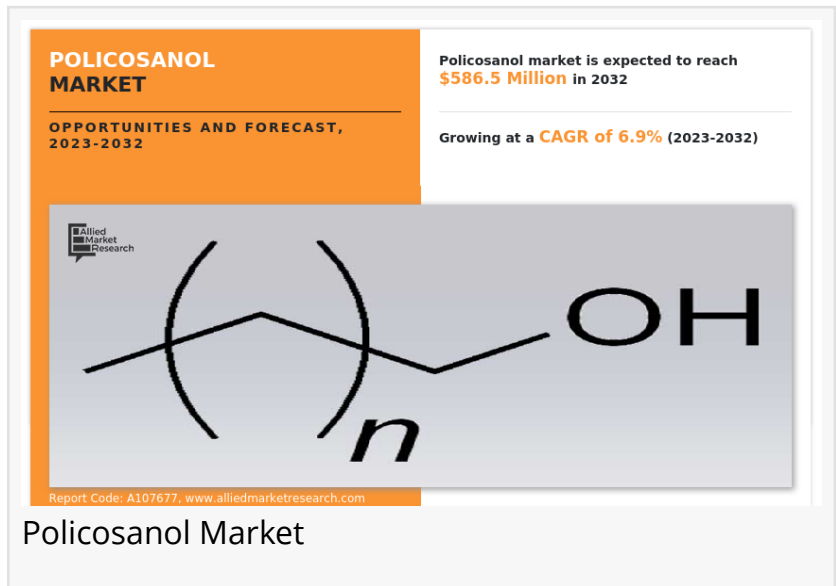 POLICOSANOL
MARKET
OPPORTUNITIES AND FORECAST,
2023-2032
Policosanol market is expected to reach
$586.5 Million in 2032
Growing at a CAGR of 6.9% (2023-2032)
Allied
Market
Research
OH
n
Report Code: A107677, www.alliedmarketresearch.com
Policosanol Market